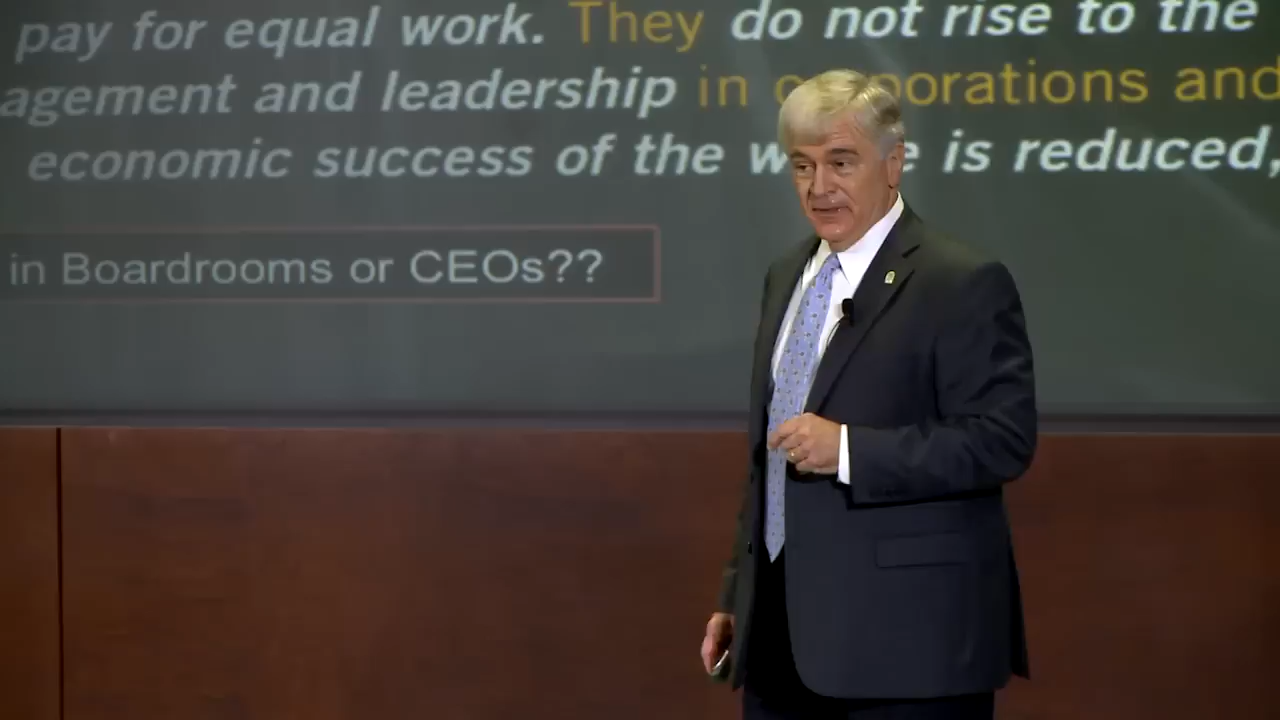 pay for equal work. They do not rise to the
agement and leadership in corporations and
economic success of the whole is reduced,
in Boardrooms or CEOs??